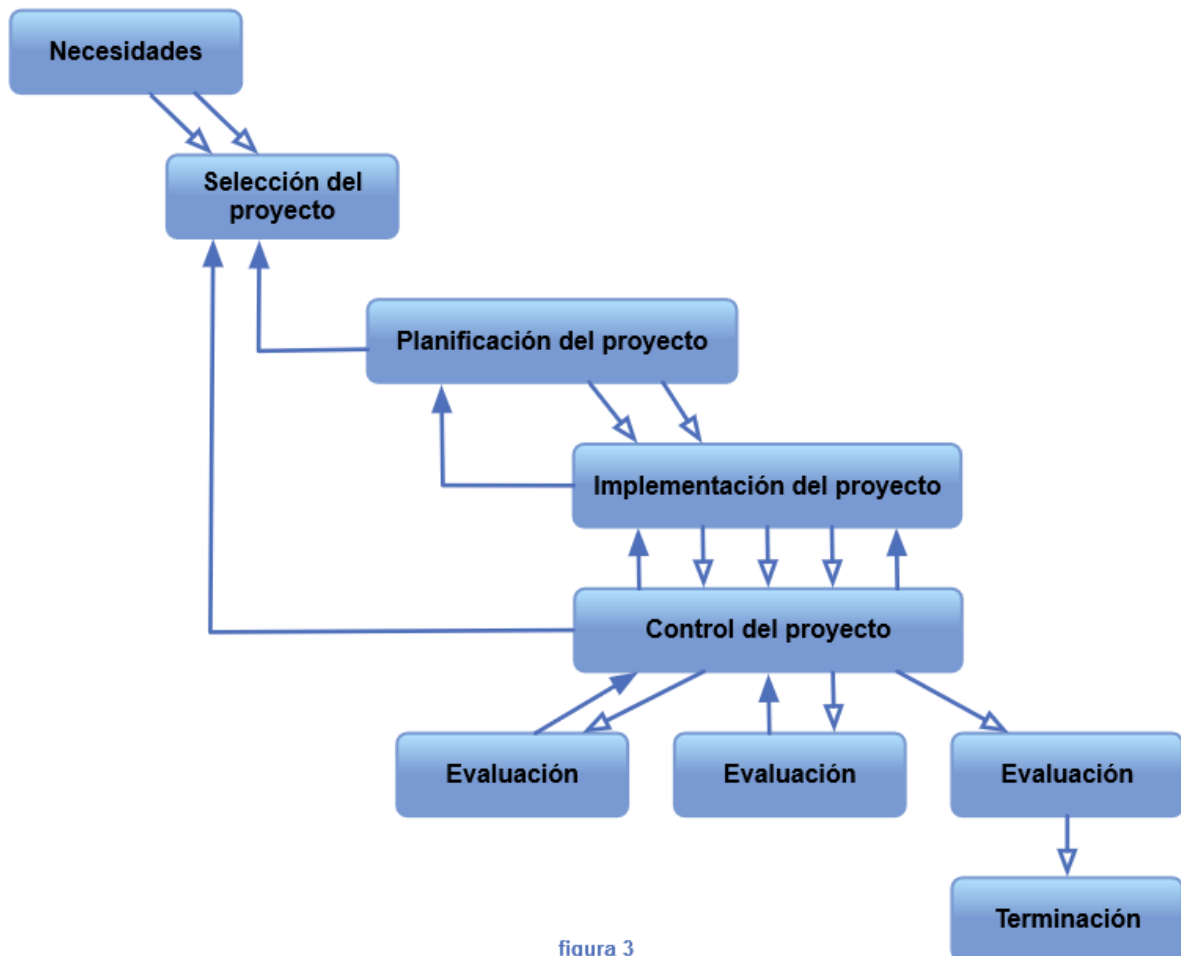 Necesidades
Selección del
proyecto
Planificación del proyecto
Implementación del proyecto
Control del proyecto
Evaluación
Evaluación
Evaluación
Terminación
figura 3